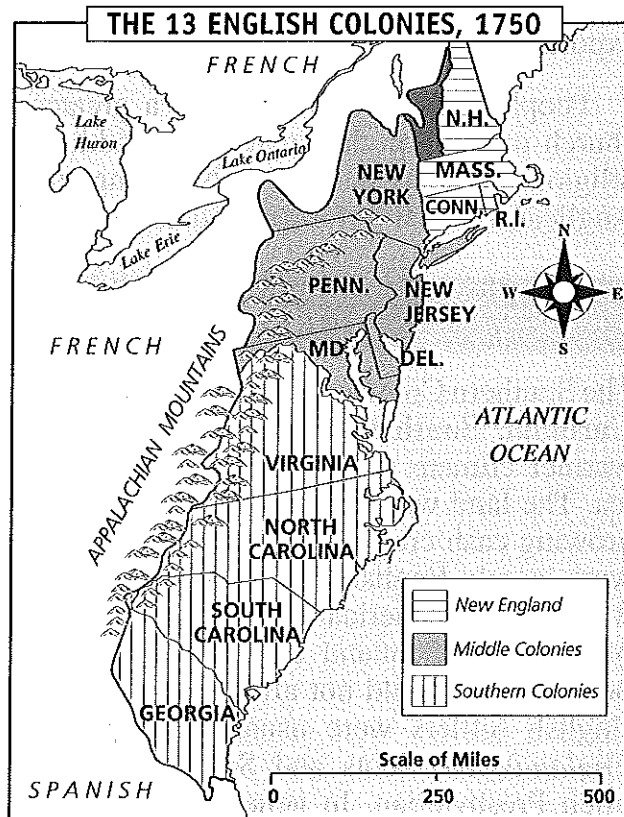 THE 13 ENGLISH COLONIES, 1750
FRENCH
Lake
Huron
Lake Ontario
N.H.
MASS.
NEW
YORK
CONN.
R.I.
Lake Erie
N
W
E
S
PENN.
NEW
JERSEY
FRENCH
MD.
DEL.
APPALACHIAN MOUNTAINS
ATLANTIC
OCEAN
VIRGINIA
NORTH
CAROLINA
SOUTH
CAROLINA
GEORGIA
New England
Middle Colonies
Southern Colonies
SPANISH
Scale of Miles
0
250
500